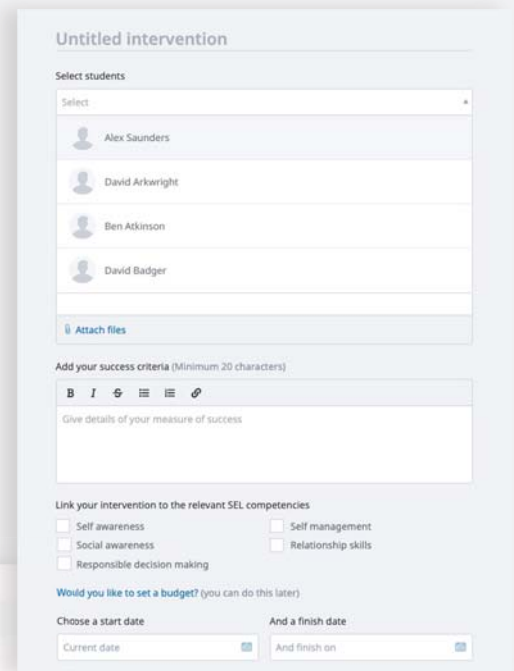 Untitled intervention
Select students
Select
Alex Saunders
David Arkwright
Ben Atkinson
David Badger
Attach files
Add your success criteria (Minimum 20 characters)
B I S
Give details of your measure of success
Link your intervention to the relevant SEL competencies
Self awareness Self management
Social awareness Relationship skills
Responsible decision making
Would you like to set a budget? (you can do this later)
Choose a start date And a finish date
Current date And finish on